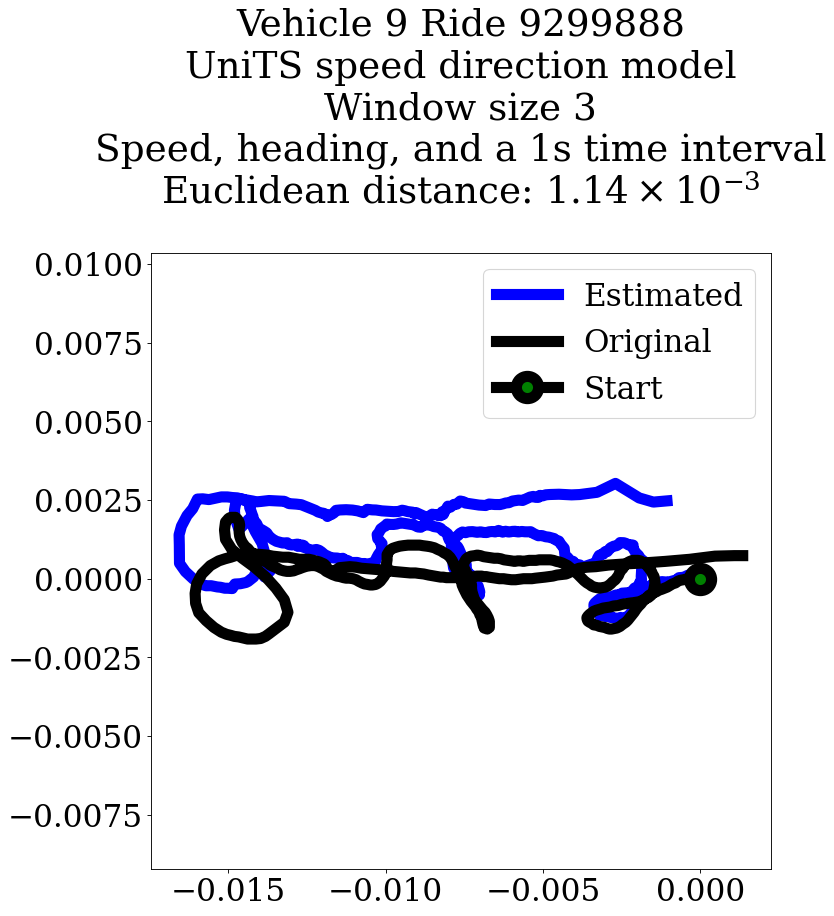 Vehicle 9 Ride 9299888
UniTS speed direction model
Window size 3
Speed, heading, and a 1s time interval
Euclidean distance: 1.14 × 10⁻³
Estimated
Original
Start
0.0100
0.0075
0.0050
0.0025
0.0000
−0.0025
−0.0050
−0.0075
−0.015 −0.010 −0.005 0.000